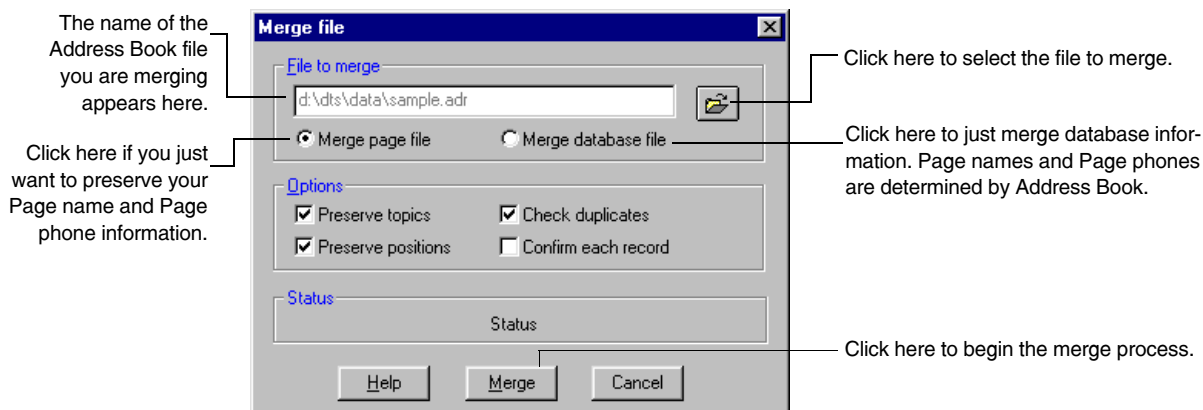 The name of the
Address Book file
you are merging
appears here.
Click here if you just
want to preserve your
Page name and Page
phone information.
Merge file
File to merge
d:\dts\data\sample.adr
Merge page file
Merge database file
Options
Preserve topics
Check duplicates
Preserve positions
Confirm each record
Status
Status
Help
Merge
Cancel
Click here to select the file to merge.
Click here to just merge database infor-
mation. Page names and Page phones
are determined by Address Book.
Click here to begin the merge process.